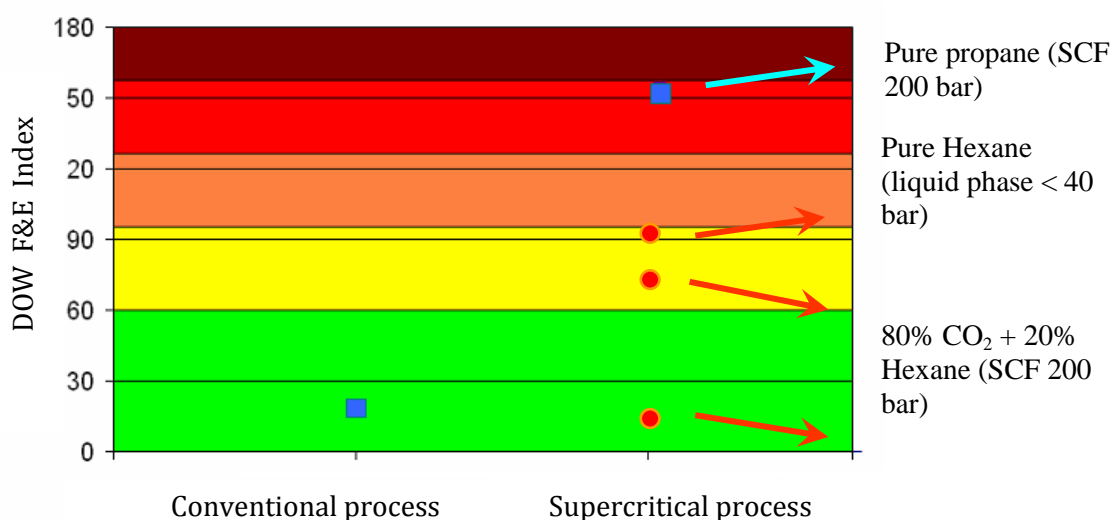 180
50
20
90
60
30
0
DOW F&E Index
Conventional process
Supercritical process
Pure propane (SCF
200 bar)
Pure Hexane
(liquid phase < 40
bar)
80% CO₂ + 20%
Hexane (SCF 200
bar)